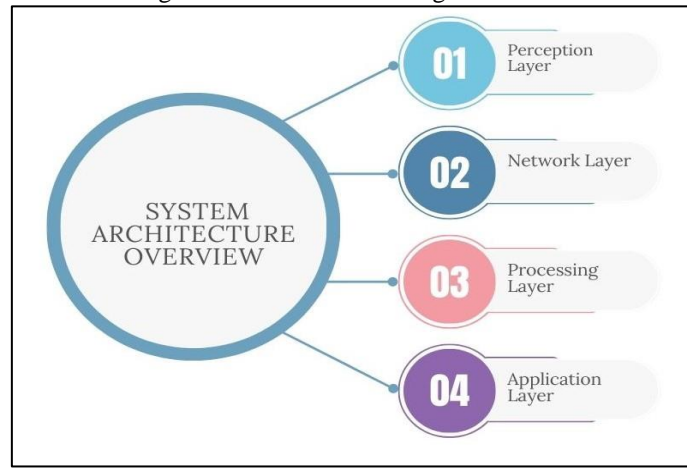 SYSTEM
ARCHITECTURE
OVERVIEW
01
Perception
Layer
02
Network Layer
03
Processing
Layer
04
Application
Layer